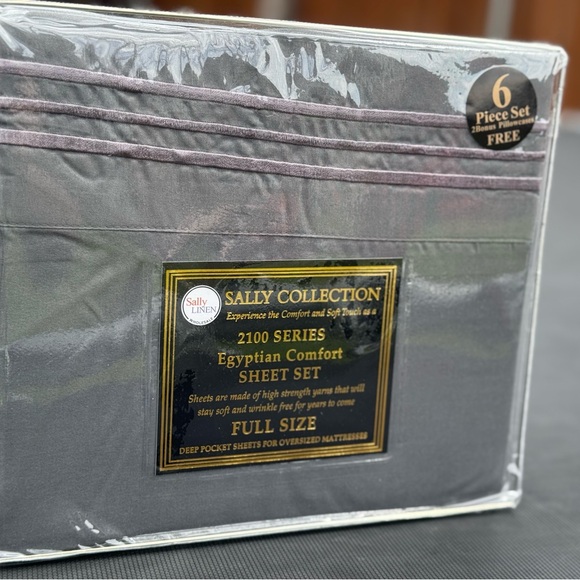 6
Piece Set
2Bonus Pillowcases
FREE
Sally
LINEN
WHOLESALE
SALLY COLLECTION
Experience the Comfort and Soft Touch as a
2100 SERIES
Egyptian Comfort
SHEET SET
Sheets are made of high strength yarns that will
stay soft and wrinkle free for years to come
FULL SIZE
DEEP POCKET SHEETS FOR OVERSIZED MATTRESSES